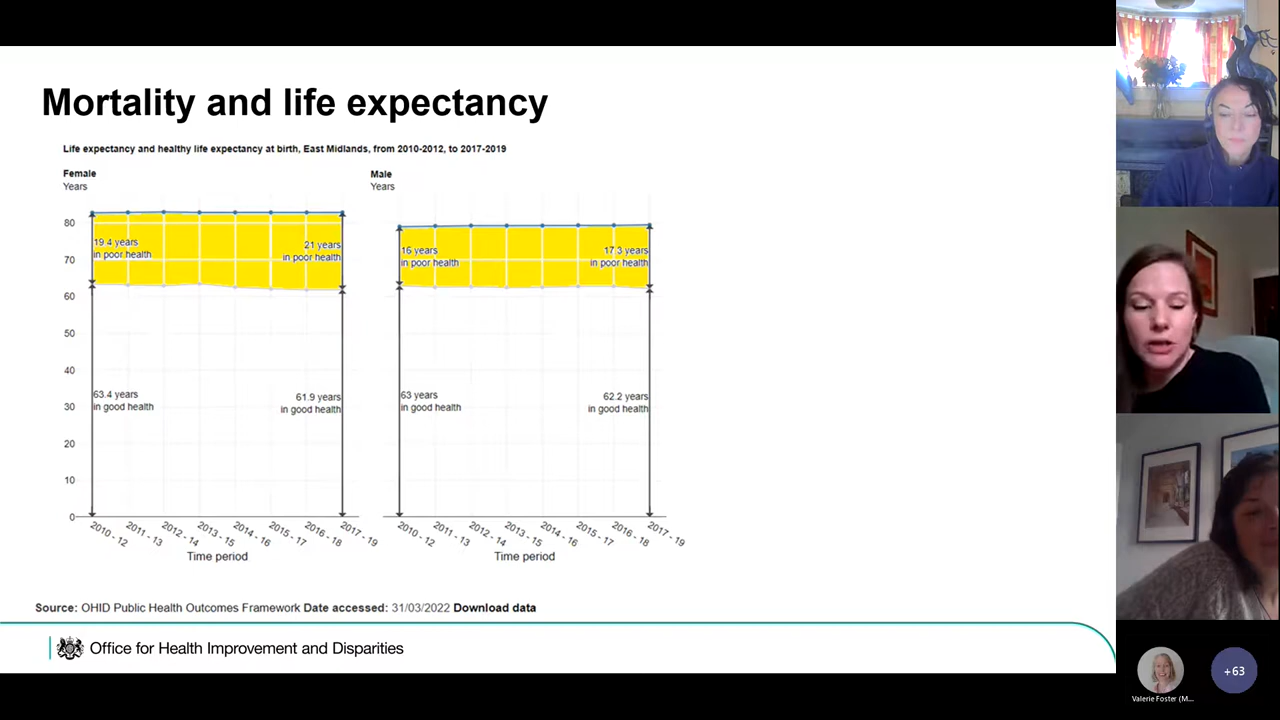 Mortality and life expectancy
Life expectancy and healthy life expectancy at birth, East Midlands, from 2010-2012, to 2017-2019
Female
Years
80
70
60
50
40
30
20
10
0
19.4 years
in poor health
21 years
in poor health
63.4 years
in good health
61.9 years
in good health
2010 - 12
2011 - 13
2012 - 14
2013 - 15
2014 - 16
2015 - 17
2016 - 18
2017 - 19
Time period
Male
Years
16 years
in poor health
17.3 years
in poor health
63 years
in good health
62.2 years
in good health
2010 - 12
2011 - 13
2012 - 14
2013 - 15
2014 - 16
2015 - 17
2016 - 18
2017 - 19
Time period
Source: OHID Public Health Outcomes Framework Date accessed: 31/03/2022 Download data
Office for Health Improvement and Disparities
Valerie Foster (M...
+63